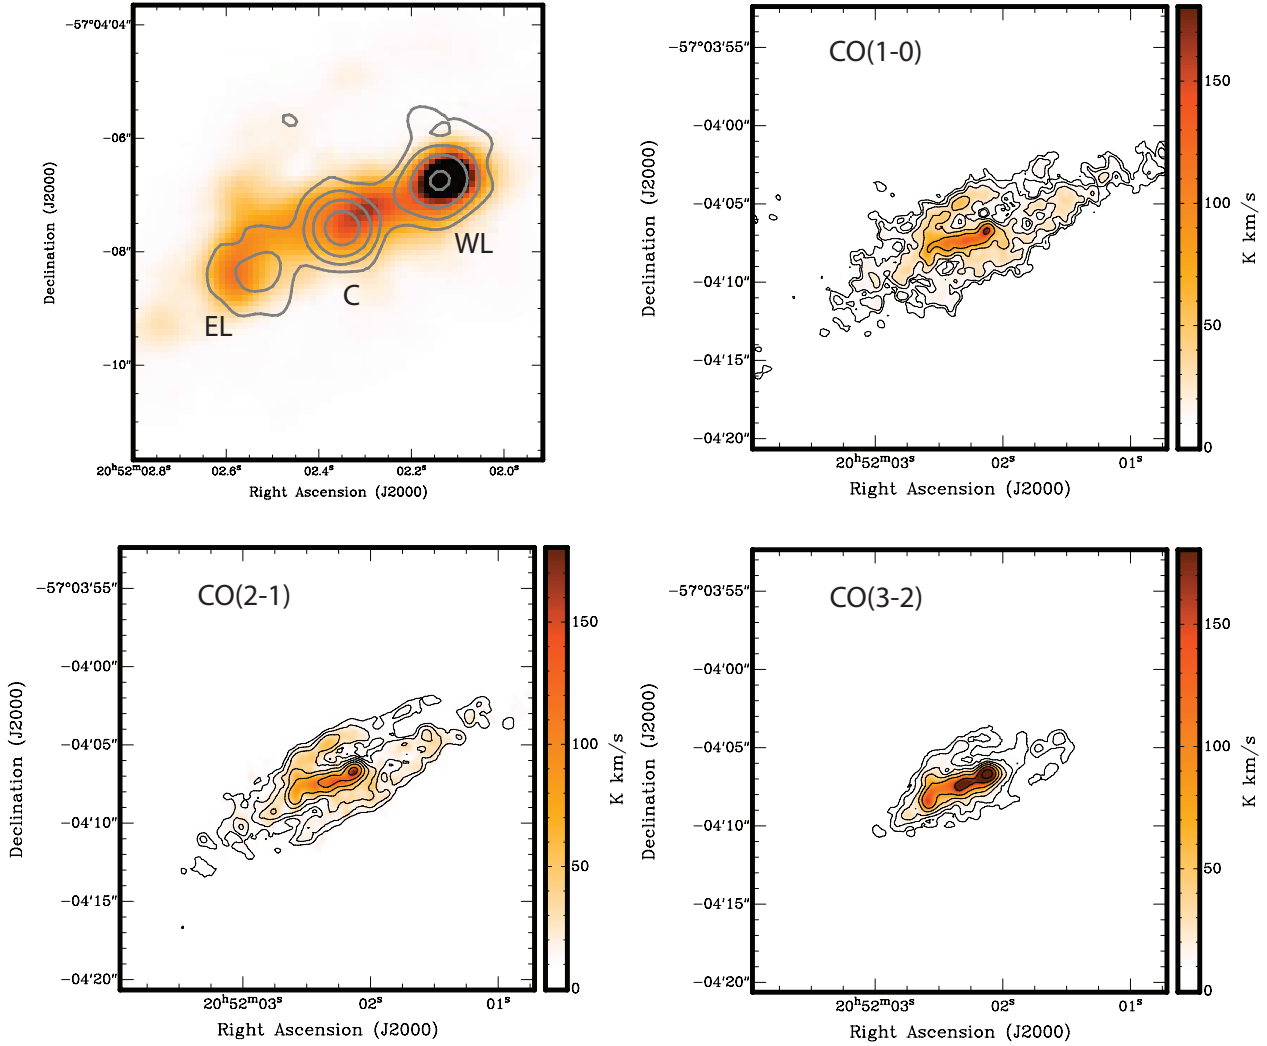 −57°04′04″
−06″
−08″
−10″
Declination (J2000)
EL
C
WL
20ʰ52ᵐ02.8ˢ
02.6ˢ
02.4ˢ
02.2ˢ
02.0ˢ
Right Ascension (J2000)
CO(1-0)
−57°03′55″
−04′00″
−04′05″
−04′10″
−04′15″
−04′20″
Declination (J2000)
20ʰ52ᵐ03ˢ
02ˢ
01ˢ
Right Ascension (J2000)
150
100
50
0
K km/s
CO(2-1)
−57°03′55″
−04′00″
−04′05″
−04′10″
−04′15″
−04′20″
Declination (J2000)
20ʰ52ᵐ03ˢ
02ˢ
01ˢ
Right Ascension (J2000)
150
100
50
0
K km/s
CO(3-2)
−57°03′55″
−04′00″
−04′05″
−04′10″
−04′15″
−04′20″
Declination (J2000)
20ʰ52ᵐ03ˢ
02ˢ
01ˢ
Right Ascension (J2000)
150
100
50
0
K km/s